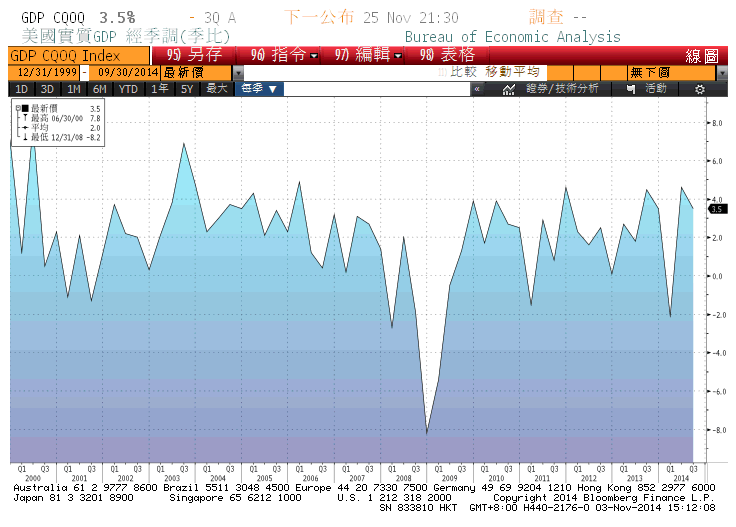 GDP CQOQ 3.5% - 3Q A 下一公布 25 Nov 21:30 調查 --
美國實質GDP 經季調(季比) Bureau of Economic Analysis
GDP CQOQ Index 95) 另存 96) 指令 97) 編輯 98) 表格 線圖
12/31/1999 - 09/30/2014 最新價 比較 移動平均 無下價
1D 3D 1M 6M YTD 1年 5Y 最大 每季 ▼ « 證券/技術分析 活動
最新價 3.5
最高 06/30/00 7.8
平均 2.0
最低 12/31/08 -8.2
8.0
6.0
4.0
3.5
2.0
0.0
-2.0
-4.0
-6.0
-8.0
Q1 Q3 Q1 Q3 Q1 Q3 Q1 Q3 Q1 Q3 Q1 Q3 Q1 Q3 Q1 Q3 Q1 Q3 Q1 Q3 Q1 Q3 Q1 Q3 Q1 Q3 Q1 Q3 Q1 Q3
2000 2001 2002 2003 2004 2005 2006 2007 2008 2009 2010 2011 2012 2013 2014
Australia 61 2 9777 8600 Brazil 5511 3048 4500 Europe 44 20 7330 7500 Germany 49 69 9204 1210 Hong Kong 852 2977 6000
Japan 81 3 3201 8900 Singapore 65 6212 1000 U.S. 1 212 318 2000 Copyright 2014 Bloomberg Finance L.P.
SN 833810 HKT GMT+8:00 H440-2176-0 03-Nov-2014 15:12:08